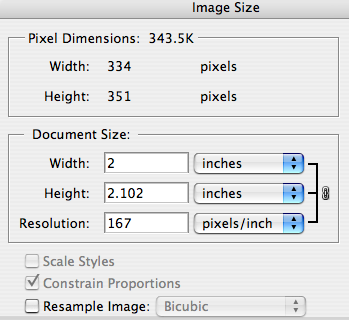 Image Size
Pixel Dimensions: 343.5K
Width: 334 pixels
Height: 351 pixels
Document Size:
Width: 2 inches
Height: 2.102 inches
Resolution: 167 pixels/inch
Scale Styles
Constrain Proportions
Resample Image: Bicubic